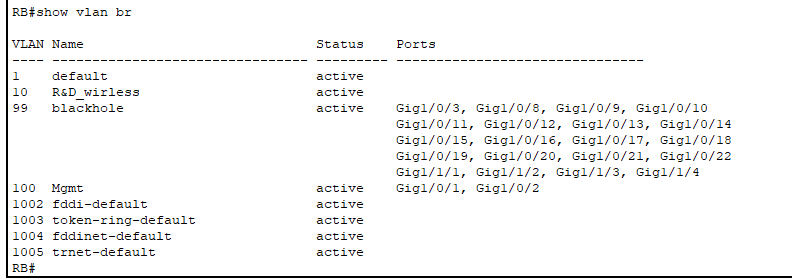 RB#show vlan br
VLAN Name Status Ports
---- -------------------------------- --------- -------------------------------
1 default active
10 R&D_wirless active
99 blackhole active Gig1/0/3, Gig1/0/8, Gig1/0/9, Gig1/0/10
Gig1/0/11, Gig1/0/12, Gig1/0/13, Gig1/0/14
Gig1/0/15, Gig1/0/16, Gig1/0/17, Gig1/0/18
Gig1/0/19, Gig1/0/20, Gig1/0/21, Gig1/0/22
Gig1/1/1, Gig1/1/2, Gig1/1/3, Gig1/1/4
100 Mgmt active Gig1/0/1, Gig1/0/2
1002 fddi-default active
1003 token-ring-default active
1004 fddinet-default active
1005 trnet-default active
RB#